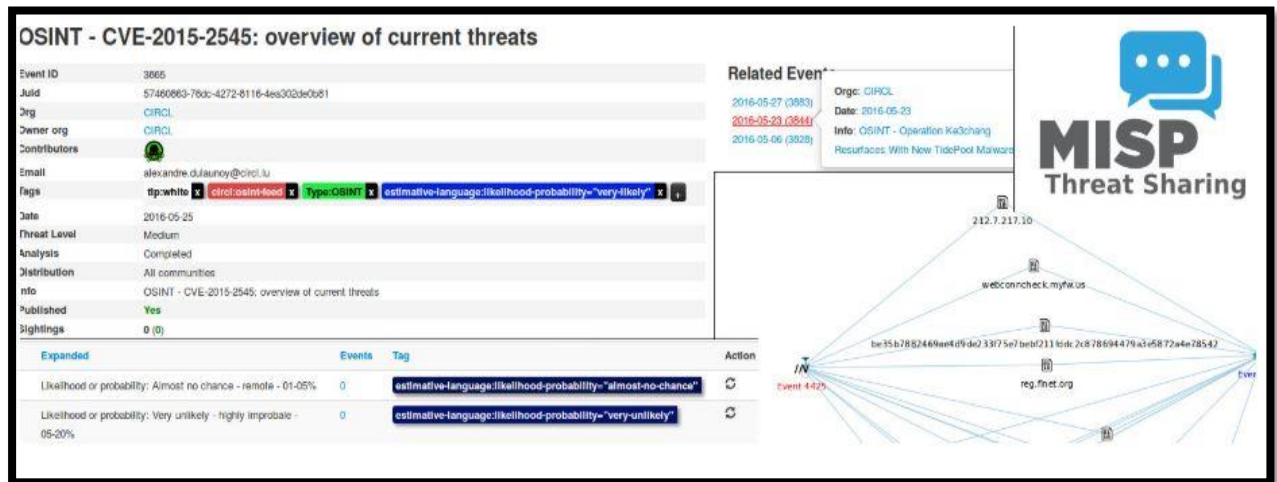 OSINT - CVE-2015-2545: overview of current threats
Event ID 3865
Uuid
Org CIRCL
Owner org CIRCL
Contributors
Email alexandre.dulaunoy@circl.lu
Tags tlp:white x circl:osint-feed x Type:OSINT x estimative-language:likelihood-probability="very-likely" x +
Date 2016-05-25
Threat Level Medium
Analysis Completed
Distribution All communities
Info OSINT - CVE-2015-2545: overview of current threats
Published Yes
Sightings 0 (0)
Related Events
2016-05-27 (3883)
2016-05-23 (3844)
2016-05-06 (3828)
Orgc: CIRCL
Date: 2016-05-23
Info: OSINT - Operation Ke3chang
Resurfaces With New TidePool Malware
MISP
Threat Sharing
212.7.217.10
webconncheck.myfw.us
reg.flnet.org
Event 4425
Expanded Events Tag Action
Likelihood or probability: Almost no chance - remote - 01-05% 0 estimative-language:likelihood-probability="almost-no-chance"
Likelihood or probability: Very unlikely - highly improbale - 0 estimative-language:likelihood-probability="very-unlikely"
05-20%